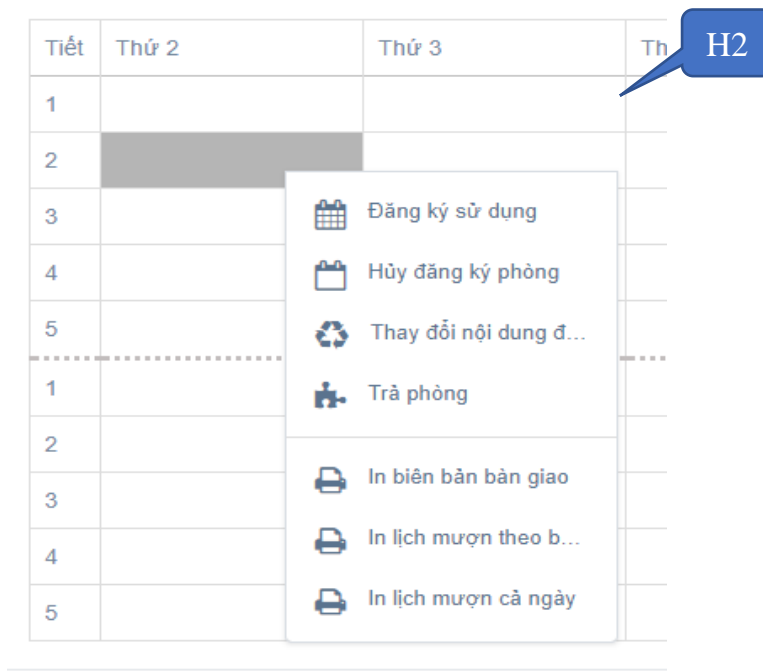 Tiết Thứ 2 Thứ 3 Th
H2
1
2
3
4
5
1
2
3
4
5
Đăng ký sử dụng
Hủy đăng ký phòng
Thay đổi nội dung đ...
Trả phòng
In biên bản bàn giao
In lịch mượn theo b...
In lịch mượn cả ngày